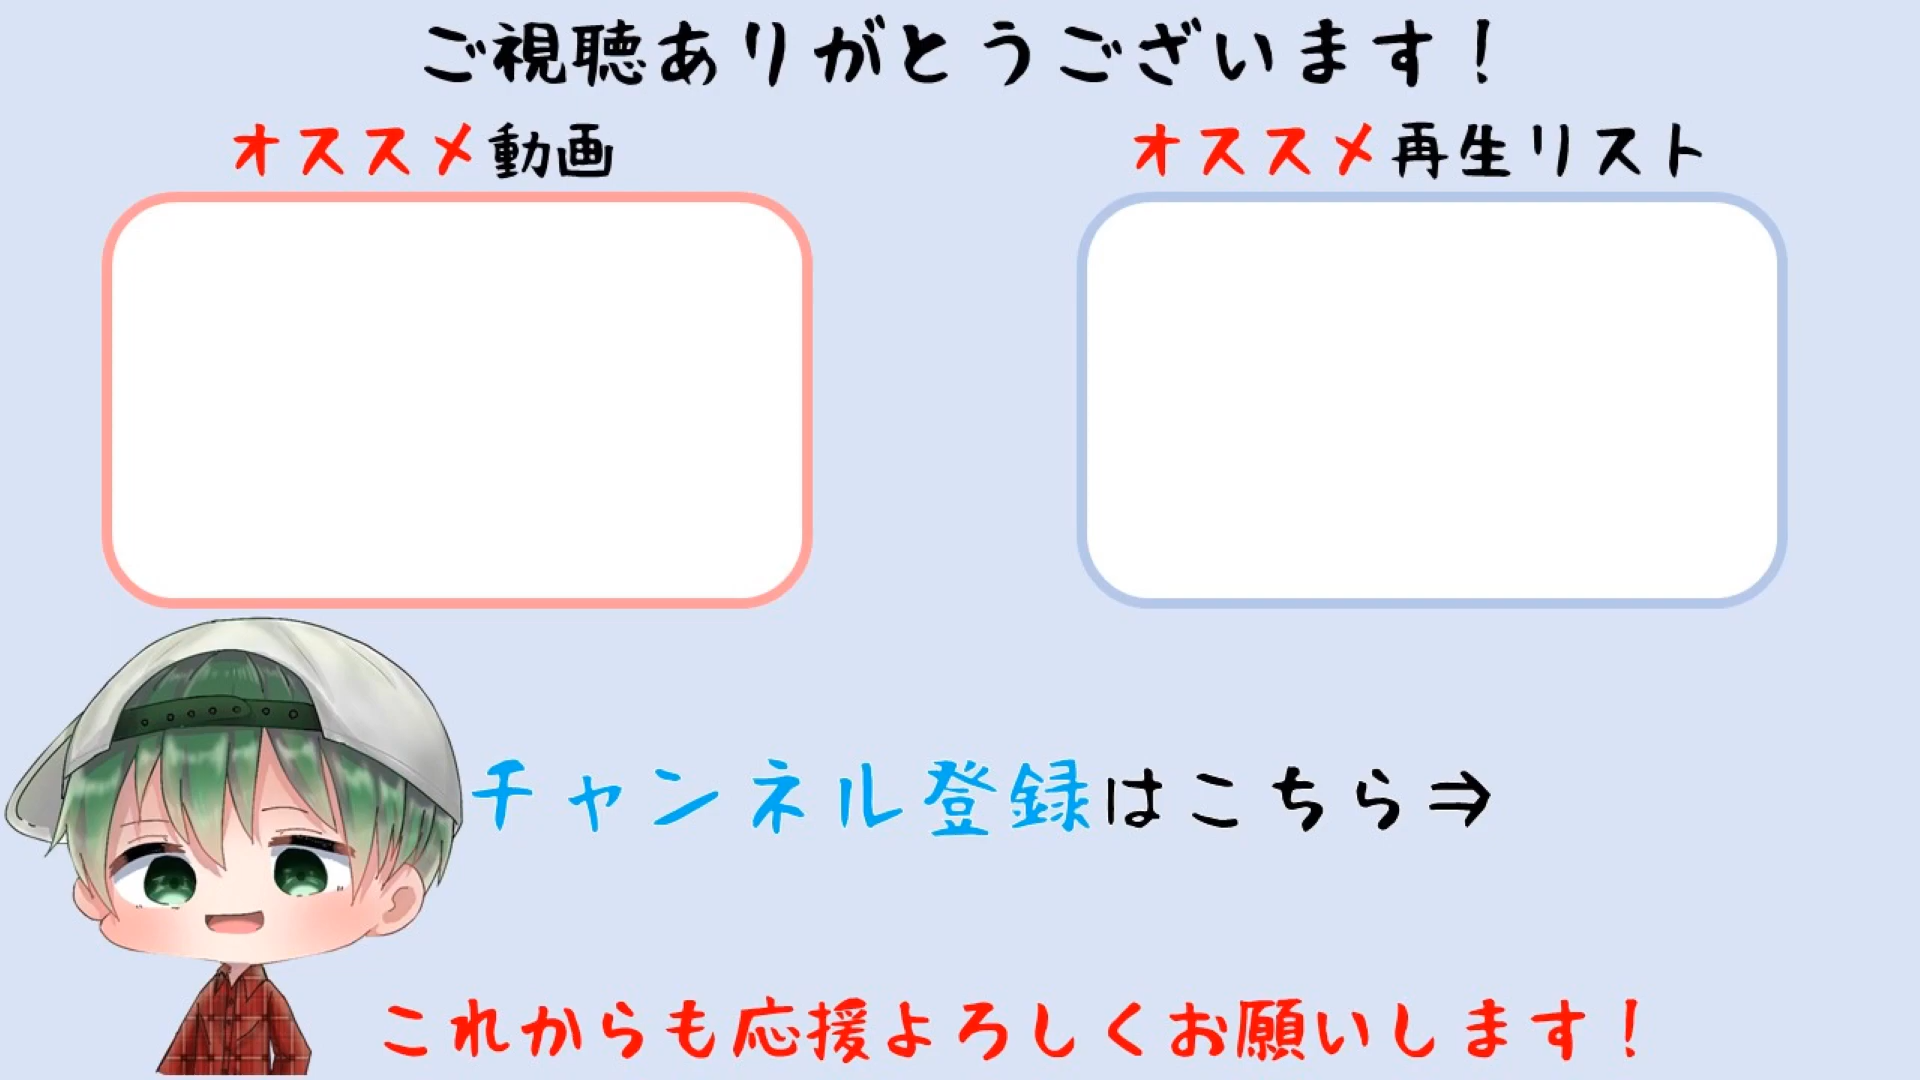 ご視聴ありがとうございます！
オススメ動画
オススメ再生リスト
チャンネル登録はこちら⇒
これからも応援よろしくお願いします！